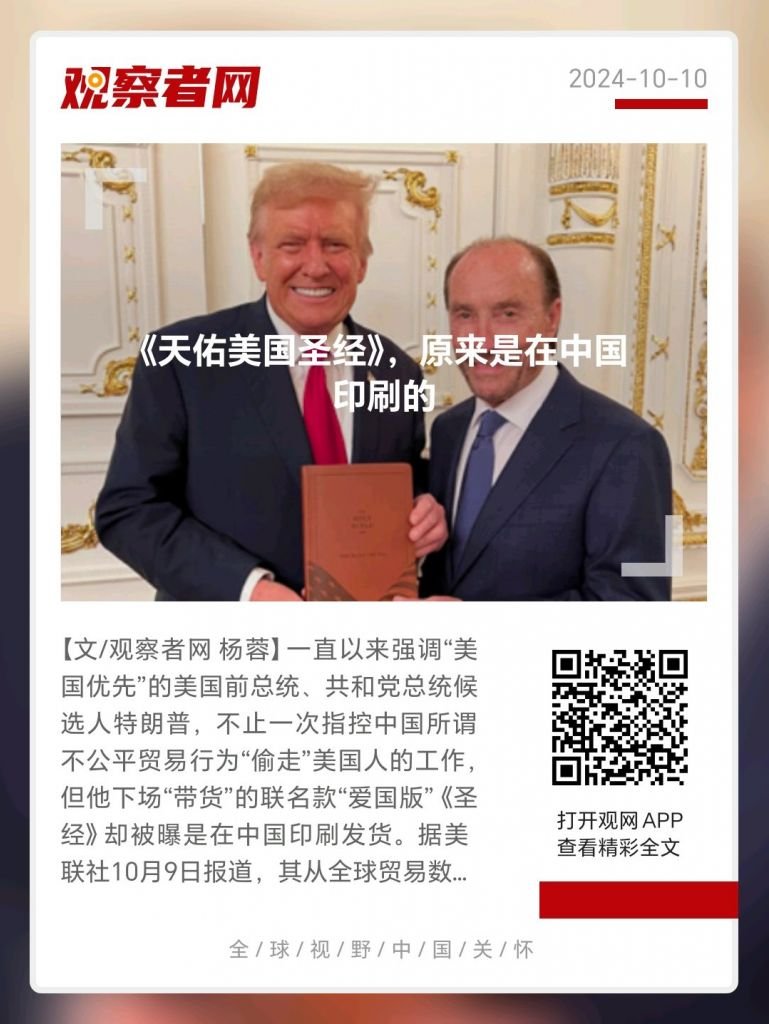 观察者网
2024-10-10
《天佑美国圣经》，原来是在中国
印刷的
HOLY
BIBLE
【文/观察者网 杨蓉】一直以来强调“美
国优先”的美国前总统、共和党总统候
选人特朗普，不止一次指控中国所谓
不公平贸易行为“偷走”美国人的工作，
但他下场“带货”的联名款“爱国版”《圣
经》却被曝是在中国印刷发货。据美
联社10月9日报道，其从全球贸易数...
打开观网APP
查看精彩全文
全/球/视/野/中/国/关/怀